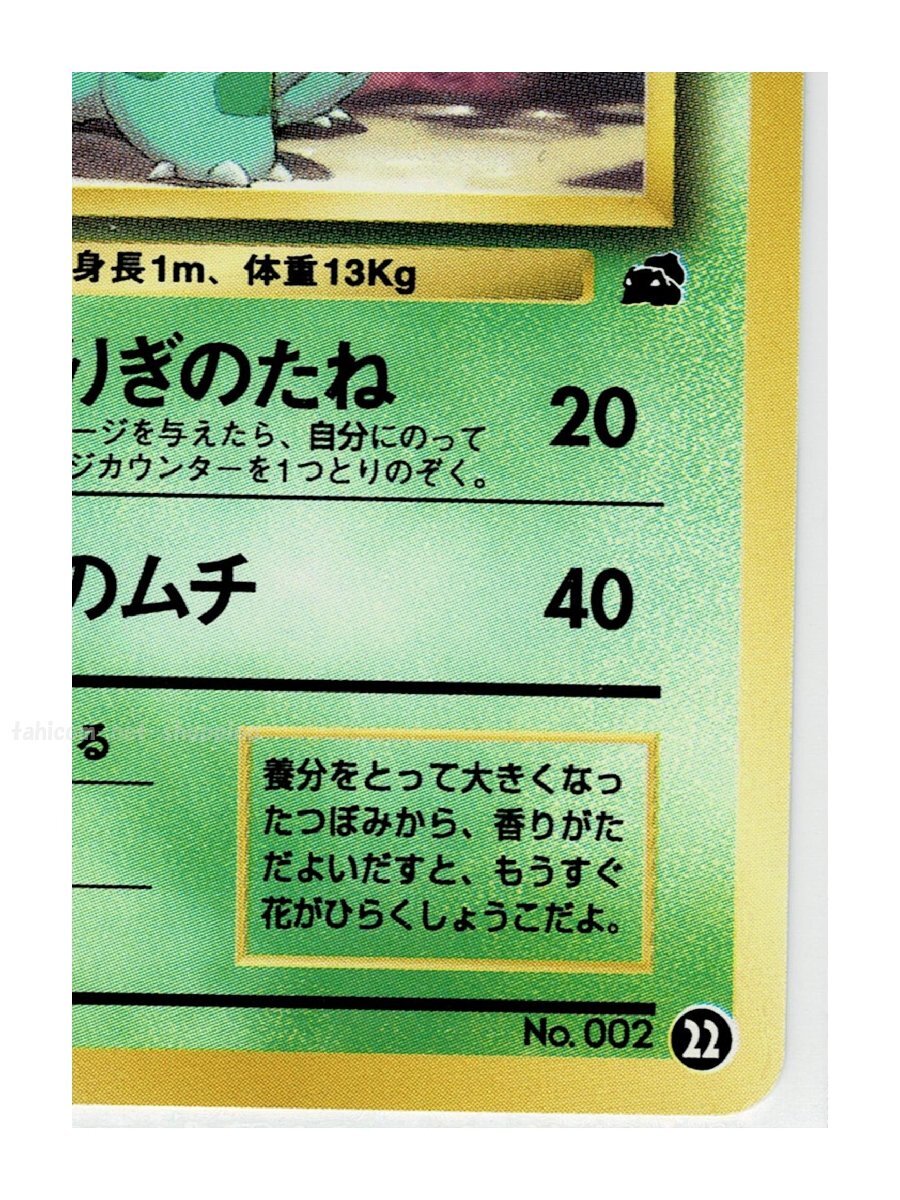 身長1m、体重13Kg
りぎのたね
20
ージを与えたら、自分にのって
ジカウンターを1つとりのぞく。
のムチ
40
る
養分をとって大きくなっ
たつぼみから、香りがた
だよいだすと、もうすぐ
花がひらくしょうこだよ。
No. 002
22